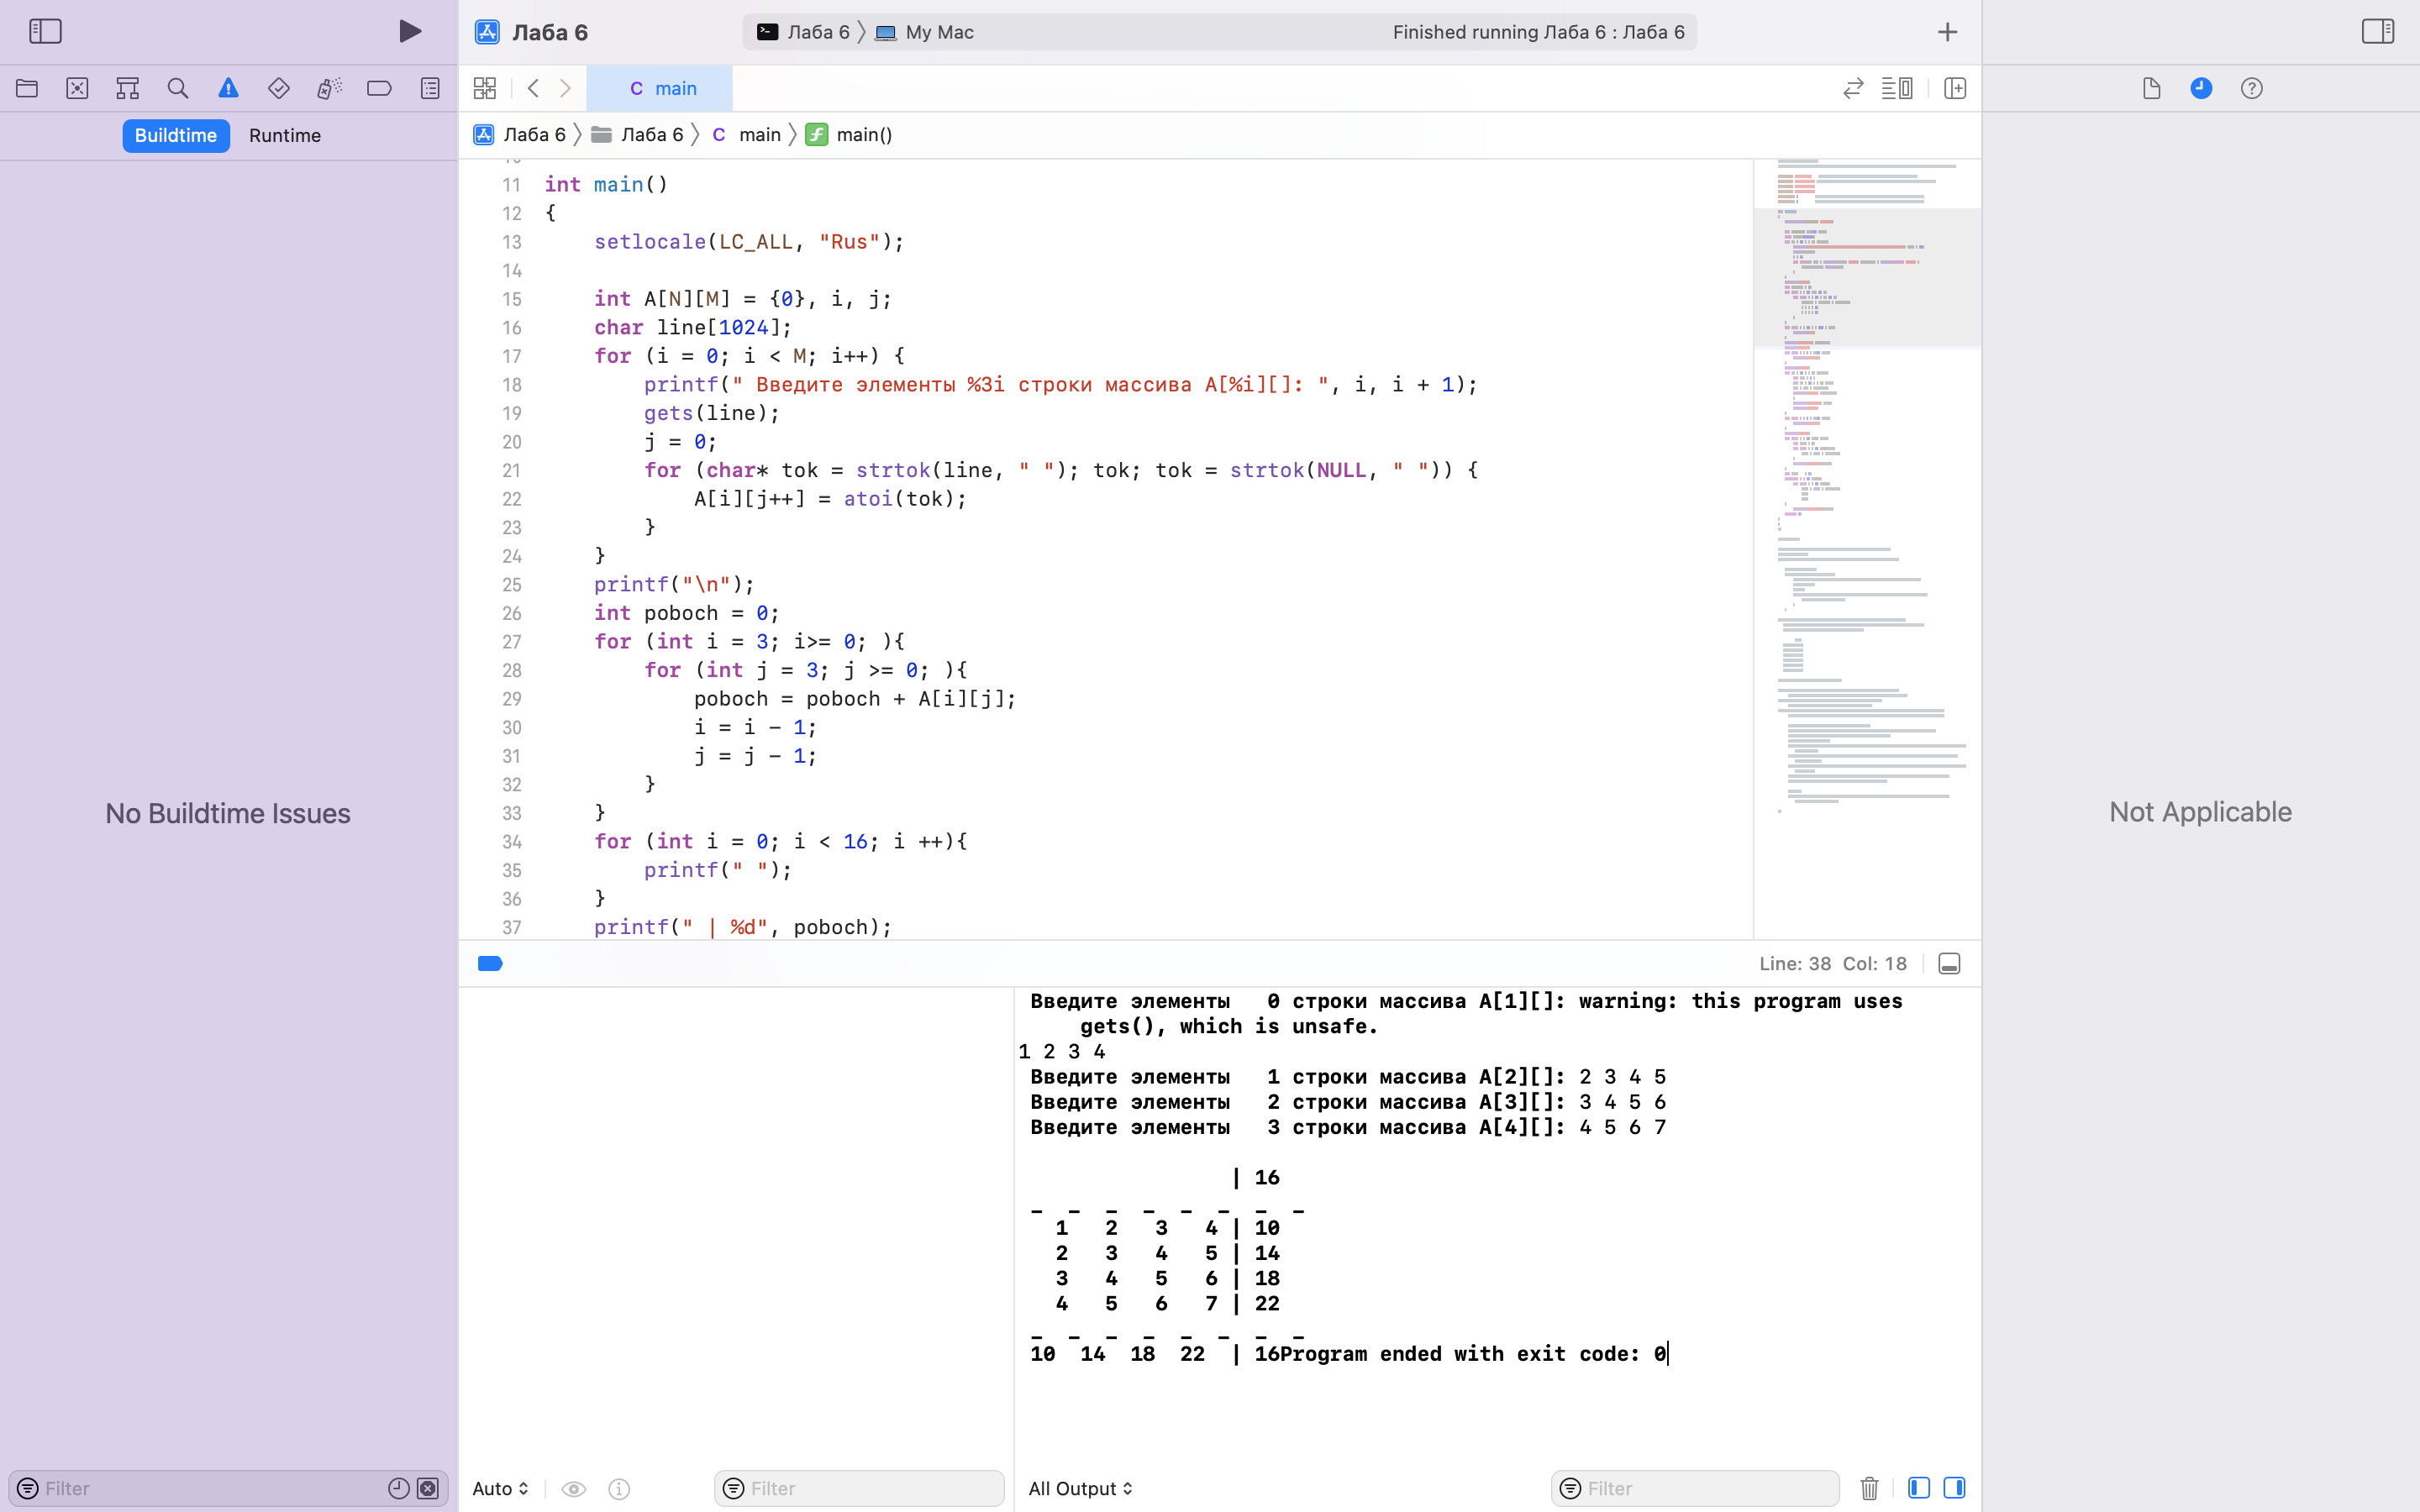 Лаба 6
Лаба 6 〉 My Mac
Finished running Лаба 6 : Лаба 6
C main
Buildtime Runtime
Лаба 6 〉 Лаба 6 〉 C main 〉 f main()
11 int main()
12 {
13     setlocale(LC_ALL, "Rus");
14
15     int A[N][M] = {0}, i, j;
16     char line[1024];
17     for (i = 0; i < M; i++) {
18         printf(" Введите элементы %3i строки массива A[%i][]: ", i, i + 1);
19         gets(line);
20         j = 0;
21         for (char* tok = strtok(line, " "); tok; tok = strtok(NULL, " ")) {
22             A[i][j++] = atoi(tok);
23         }
24     }
25     printf("\n");
26     int poboch = 0;
27     for (int i = 3; i>= 0; ){
28         for (int j = 3; j >= 0; ){
29             poboch = poboch + A[i][j];
30             i = i - 1;
31             j = j - 1;
32         }
33     }
34     for (int i = 0; i < 16; i ++){
35         printf(" ");
36     }
37     printf(" | %d", poboch);
No Buildtime Issues
Not Applicable
Line: 38 Col: 18
Введите элементы   0 строки массива A[1][]: warning: this program uses
gets(), which is unsafe.
1 2 3 4
Введите элементы   1 строки массива A[2][]: 2 3 4 5
Введите элементы   2 строки массива A[3][]: 3 4 5 6
Введите элементы   3 строки массива A[4][]: 4 5 6 7
| 16
_ _ _ _ _ _ _ _
1   2   3   4 | 10
2   3   4   5 | 14
3   4   5   6 | 18
4   5   6   7 | 22
_ _ _ _ _ _ _ _
10  14  18  22  | 16Program ended with exit code: 0
Filter
Auto
Filter
All Output
Filter